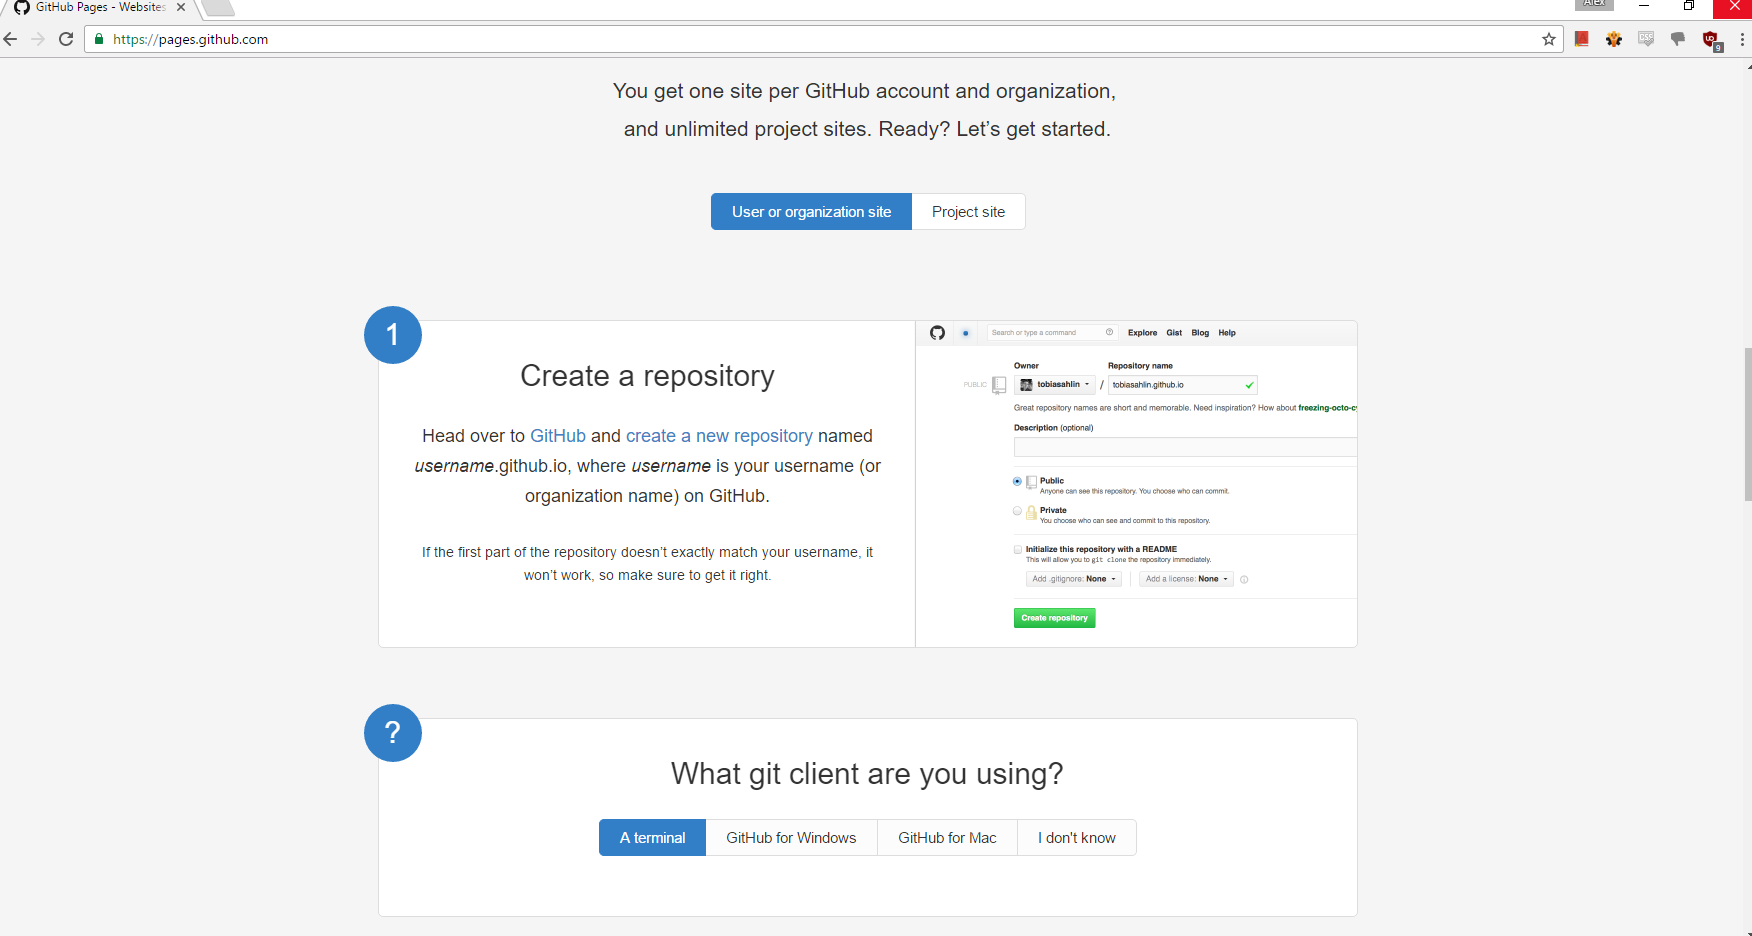 GitHub Pages - Websites
Alex
https://pages.github.com
CSS
UD
9
You get one site per GitHub account and organization,
and unlimited project sites. Ready? Let’s get started.
User or organization site
Project site
1
Create a repository
Head over to GitHub and create a new repository named
username.github.io, where username is your username (or
organization name) on GitHub.
If the first part of the repository doesn’t exactly match your username, it
won’t work, so make sure to get it right.
Search or type a command
Explore Gist Blog Help
Owner
Repository name
PUBLIC
tobiasahlin
/
tobiasahlin.github.io
Great repository names are short and memorable. Need inspiration? How about freezing-octo-cy
Description (optional)
Public
Anyone can see this repository. You choose who can commit.
Private
You choose who can see and commit to this repository.
Initialize this repository with a README
This will allow you to git clone the repository immediately.
Add .gitignore: None
Add a license: None
Create repository
?
What git client are you using?
A terminal
GitHub for Windows
GitHub for Mac
I don't know